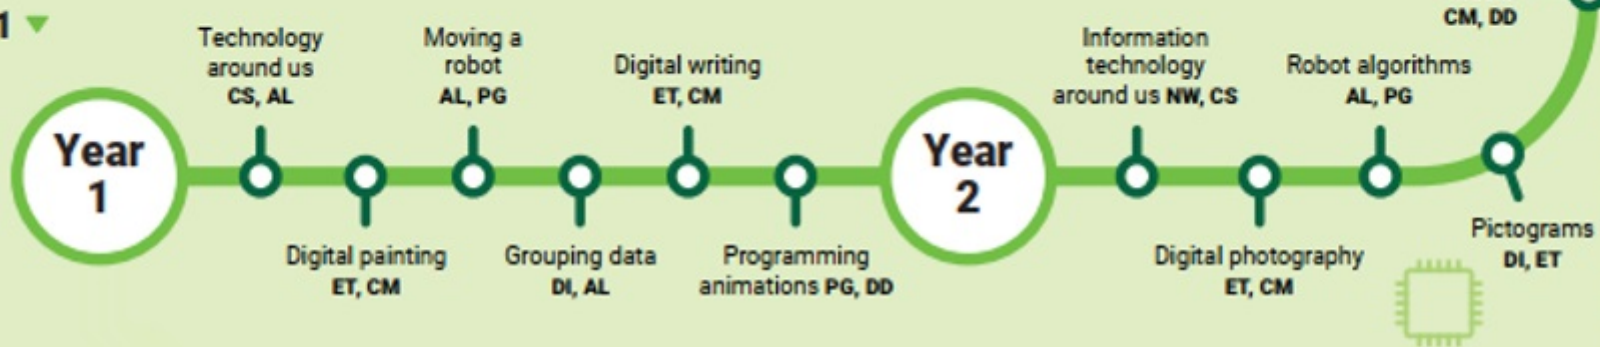 1
Technology
around us
CS, AL
Moving a
robot
AL, PG
Digital writing
ET, CM
Information
technology
around us NW, CS
Robot algorithms
AL, PG
CM, DD
Year
1
Year
2
Digital painting
ET, CM
Grouping data
DI, AL
Programming
animations PG, DD
Digital photography
ET, CM
Pictograms
DI, ET